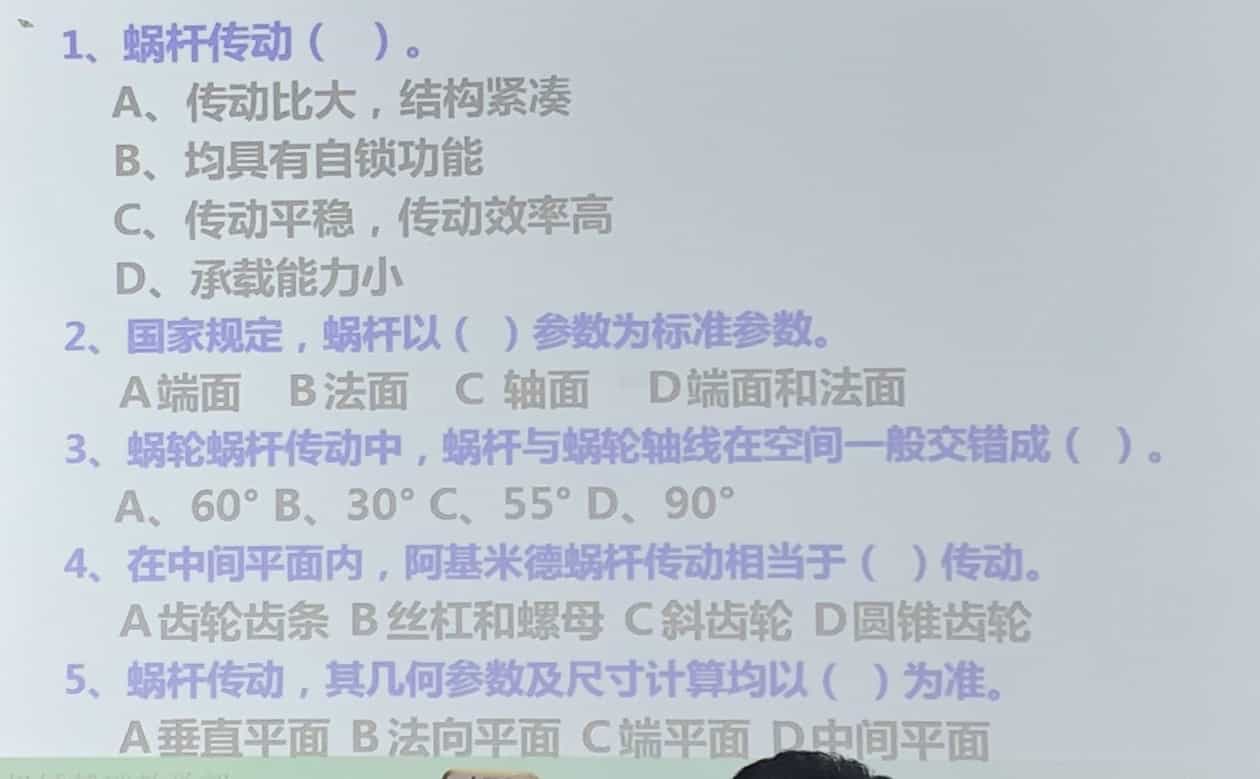 1、蜗杆传动（ ）。
A、传动比大，结构紧凑
B、均具有自锁功能
C、传动平稳，传动效率高
D、承载能力小
2、国家规定，蜗杆以（ ）参数为标准参数。
A端面 B法面 C 轴面 D端面和法面
3、蜗轮蜗杆传动中，蜗杆与蜗轮轴线在空间一般交错成（ ）。
A、60° B、30° C、55° D、90°
4、在中间平面内，阿基米德蜗杆传动相当于（ ）传动。
A齿轮齿条 B丝杠和螺母 C斜齿轮 D圆锥齿轮
5、蜗杆传动，其几何参数及尺寸计算均以（ ）为准。
A垂直平面 B法向平面 C端平面 D中间平面